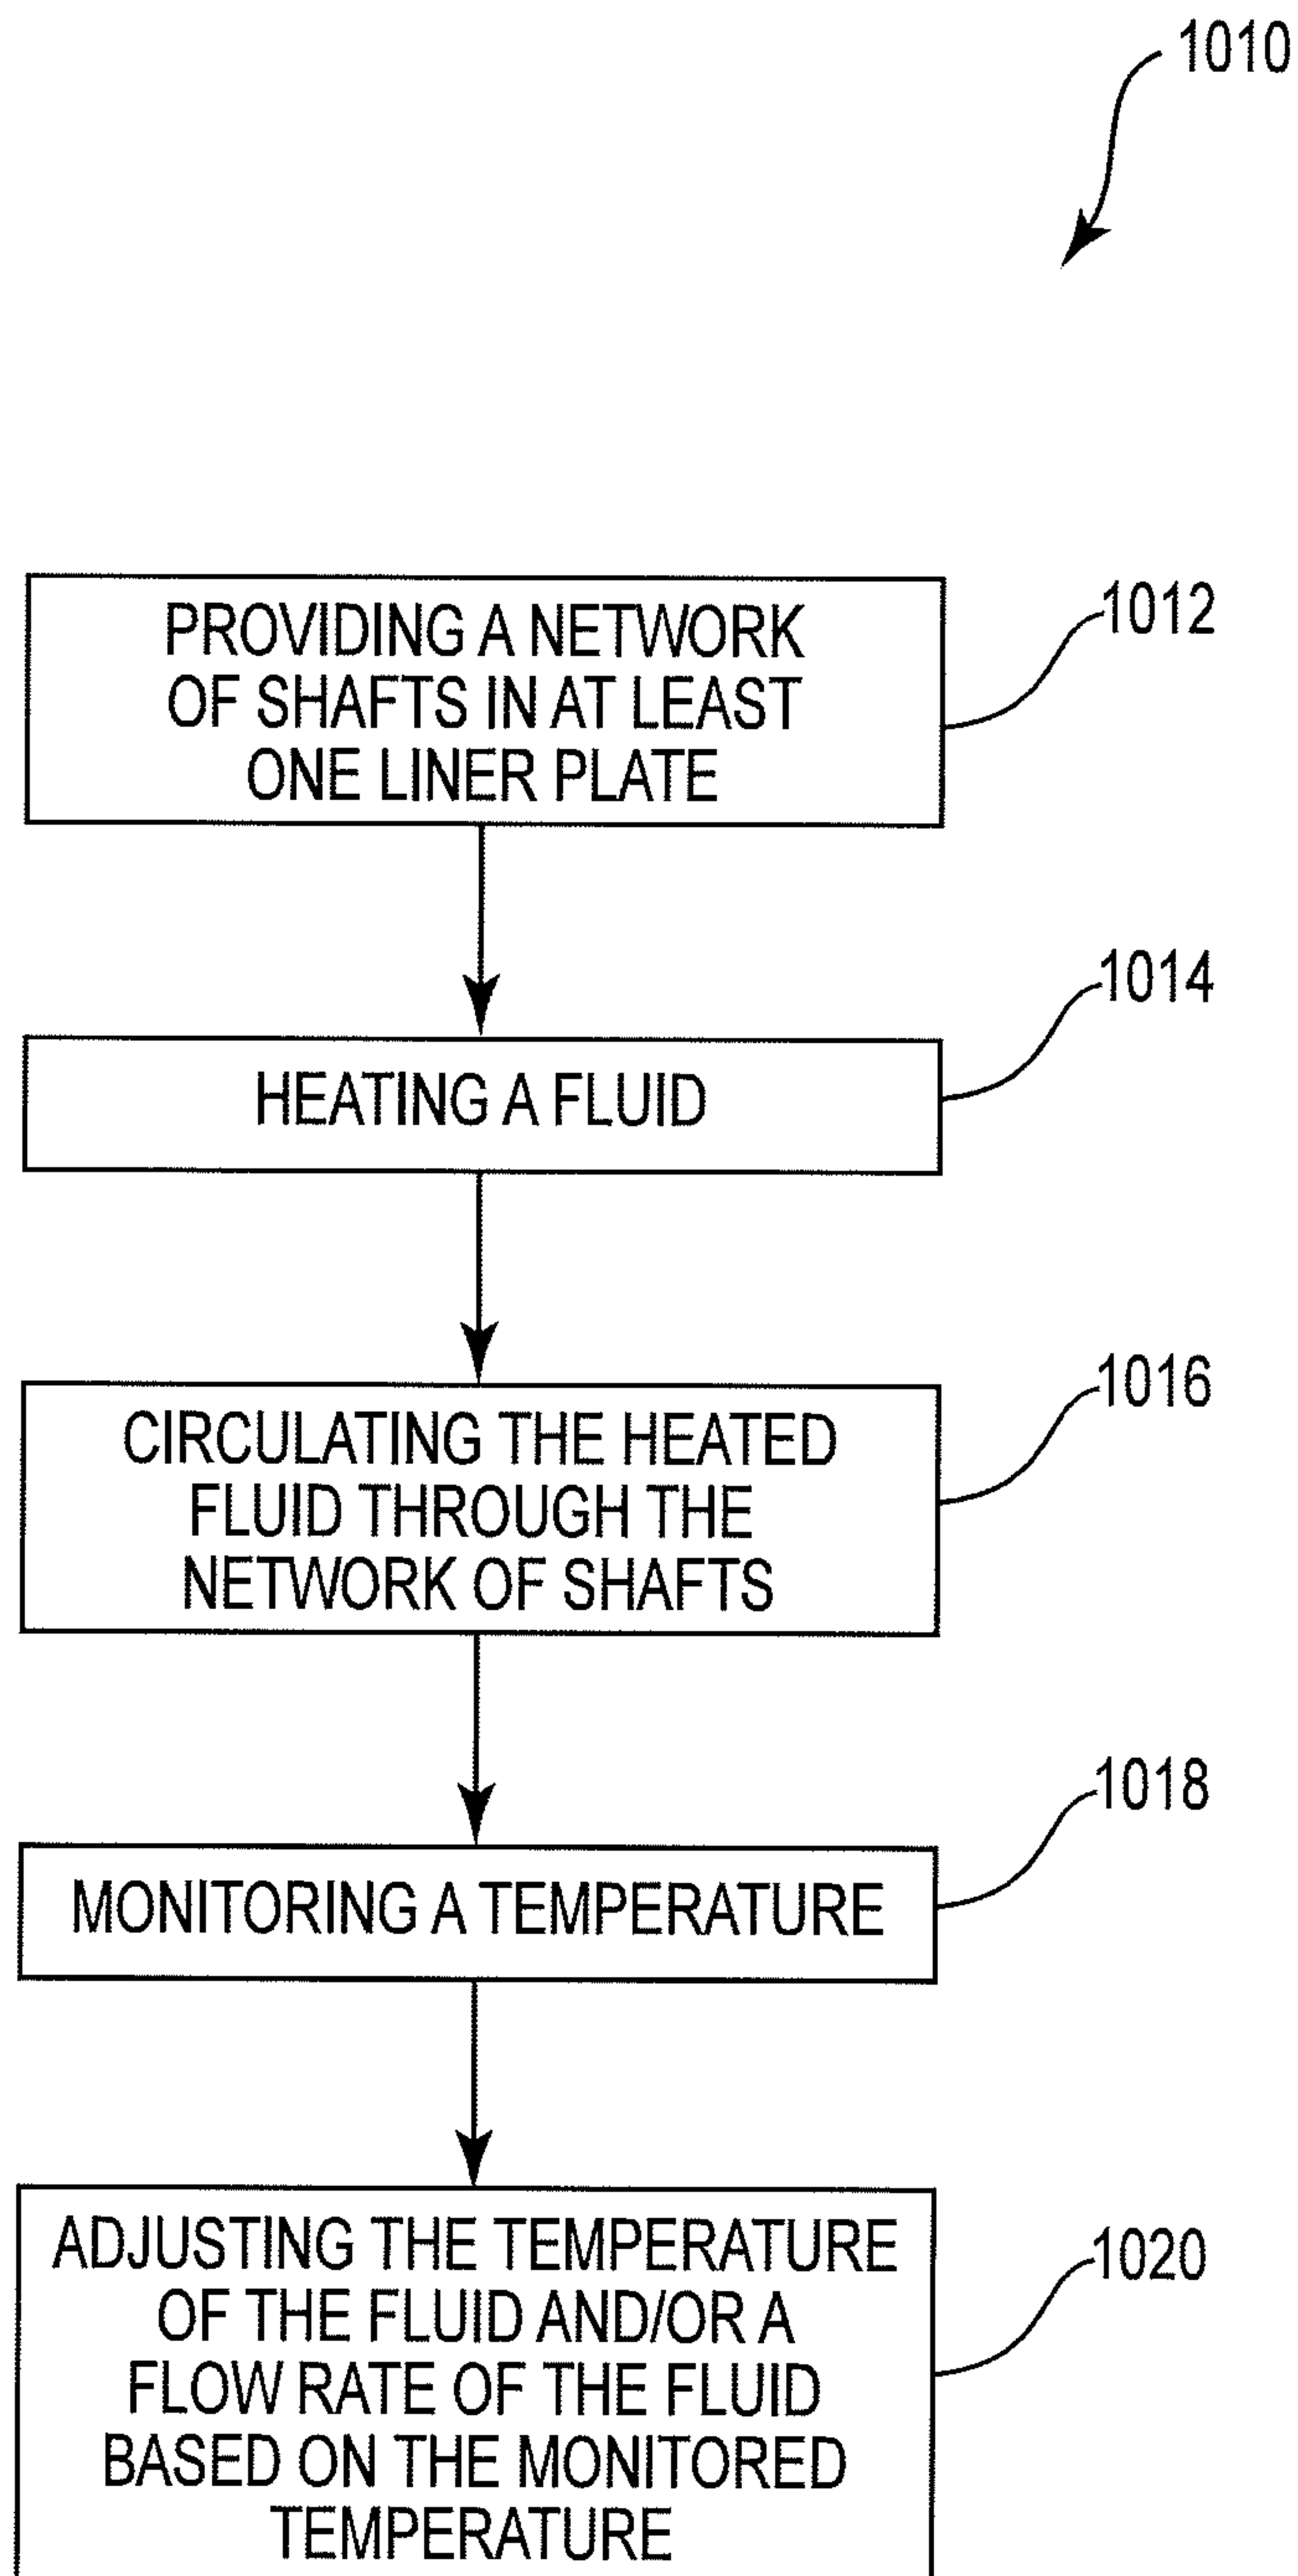 1010
PROVIDING A NETWORK
OF SHAFTS IN AT LEAST
ONE LINER PLATE
1012
HEATING A FLUID
1014
CIRCULATING THE HEATED
FLUID THROUGH THE
NETWORK OF SHAFTS
1016
MONITORING A TEMPERATURE
1018
ADJUSTING THE TEMPERATURE
OF THE FLUID AND/OR A
FLOW RATE OF THE FLUID
BASED ON THE MONITORED
TEMPERATURE
1020